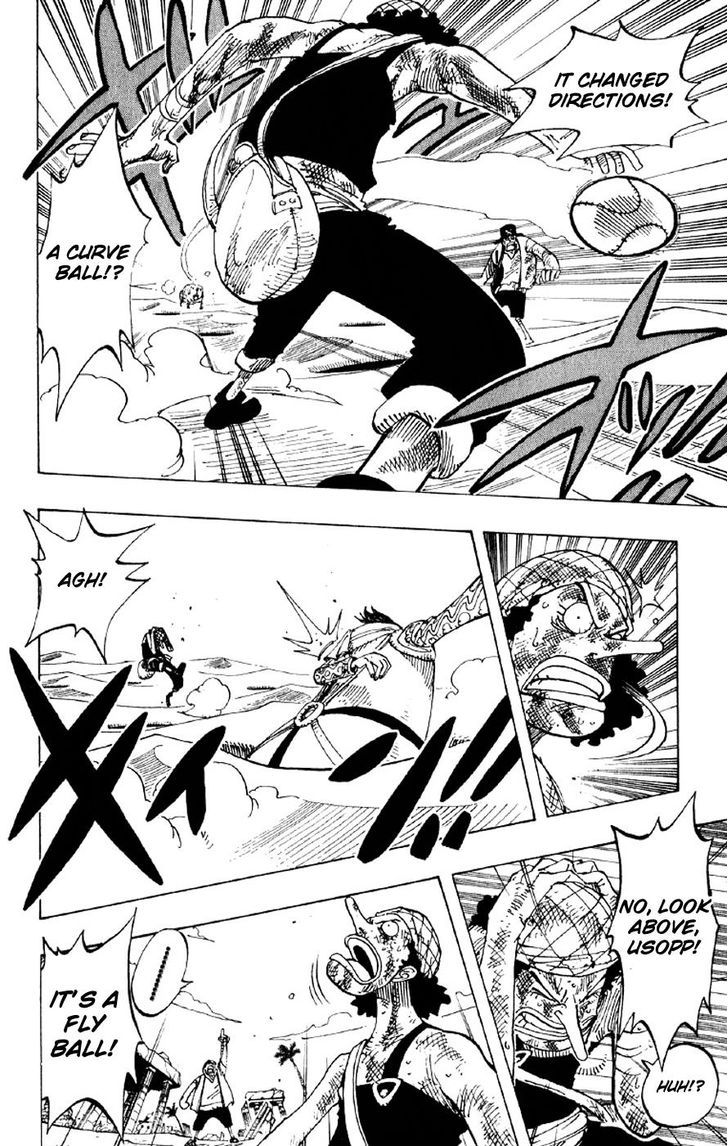 IT CHANGED
DIRECTIONS!
A CURVE
BALL!?
AGH!
NO, LOOK
ABOVE,
USOPP!
HUH!?
IT'S A
FLY
BALL!